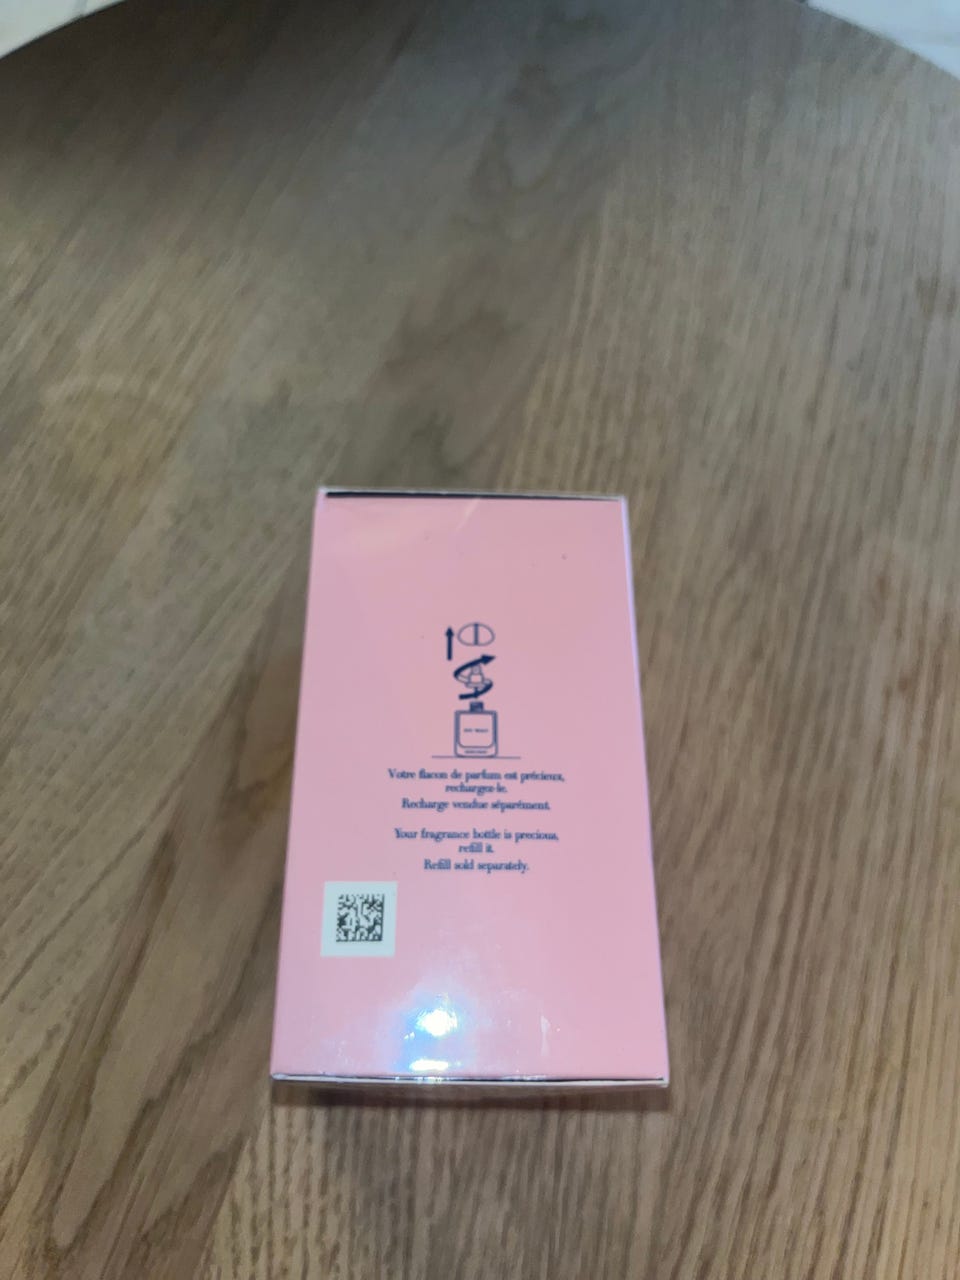 Votre flacon de parfum est précieux,
rechargez-le.
Recharge vendue séparément.
Your fragrance bottle is precious,
refill it.
Refill sold separately.